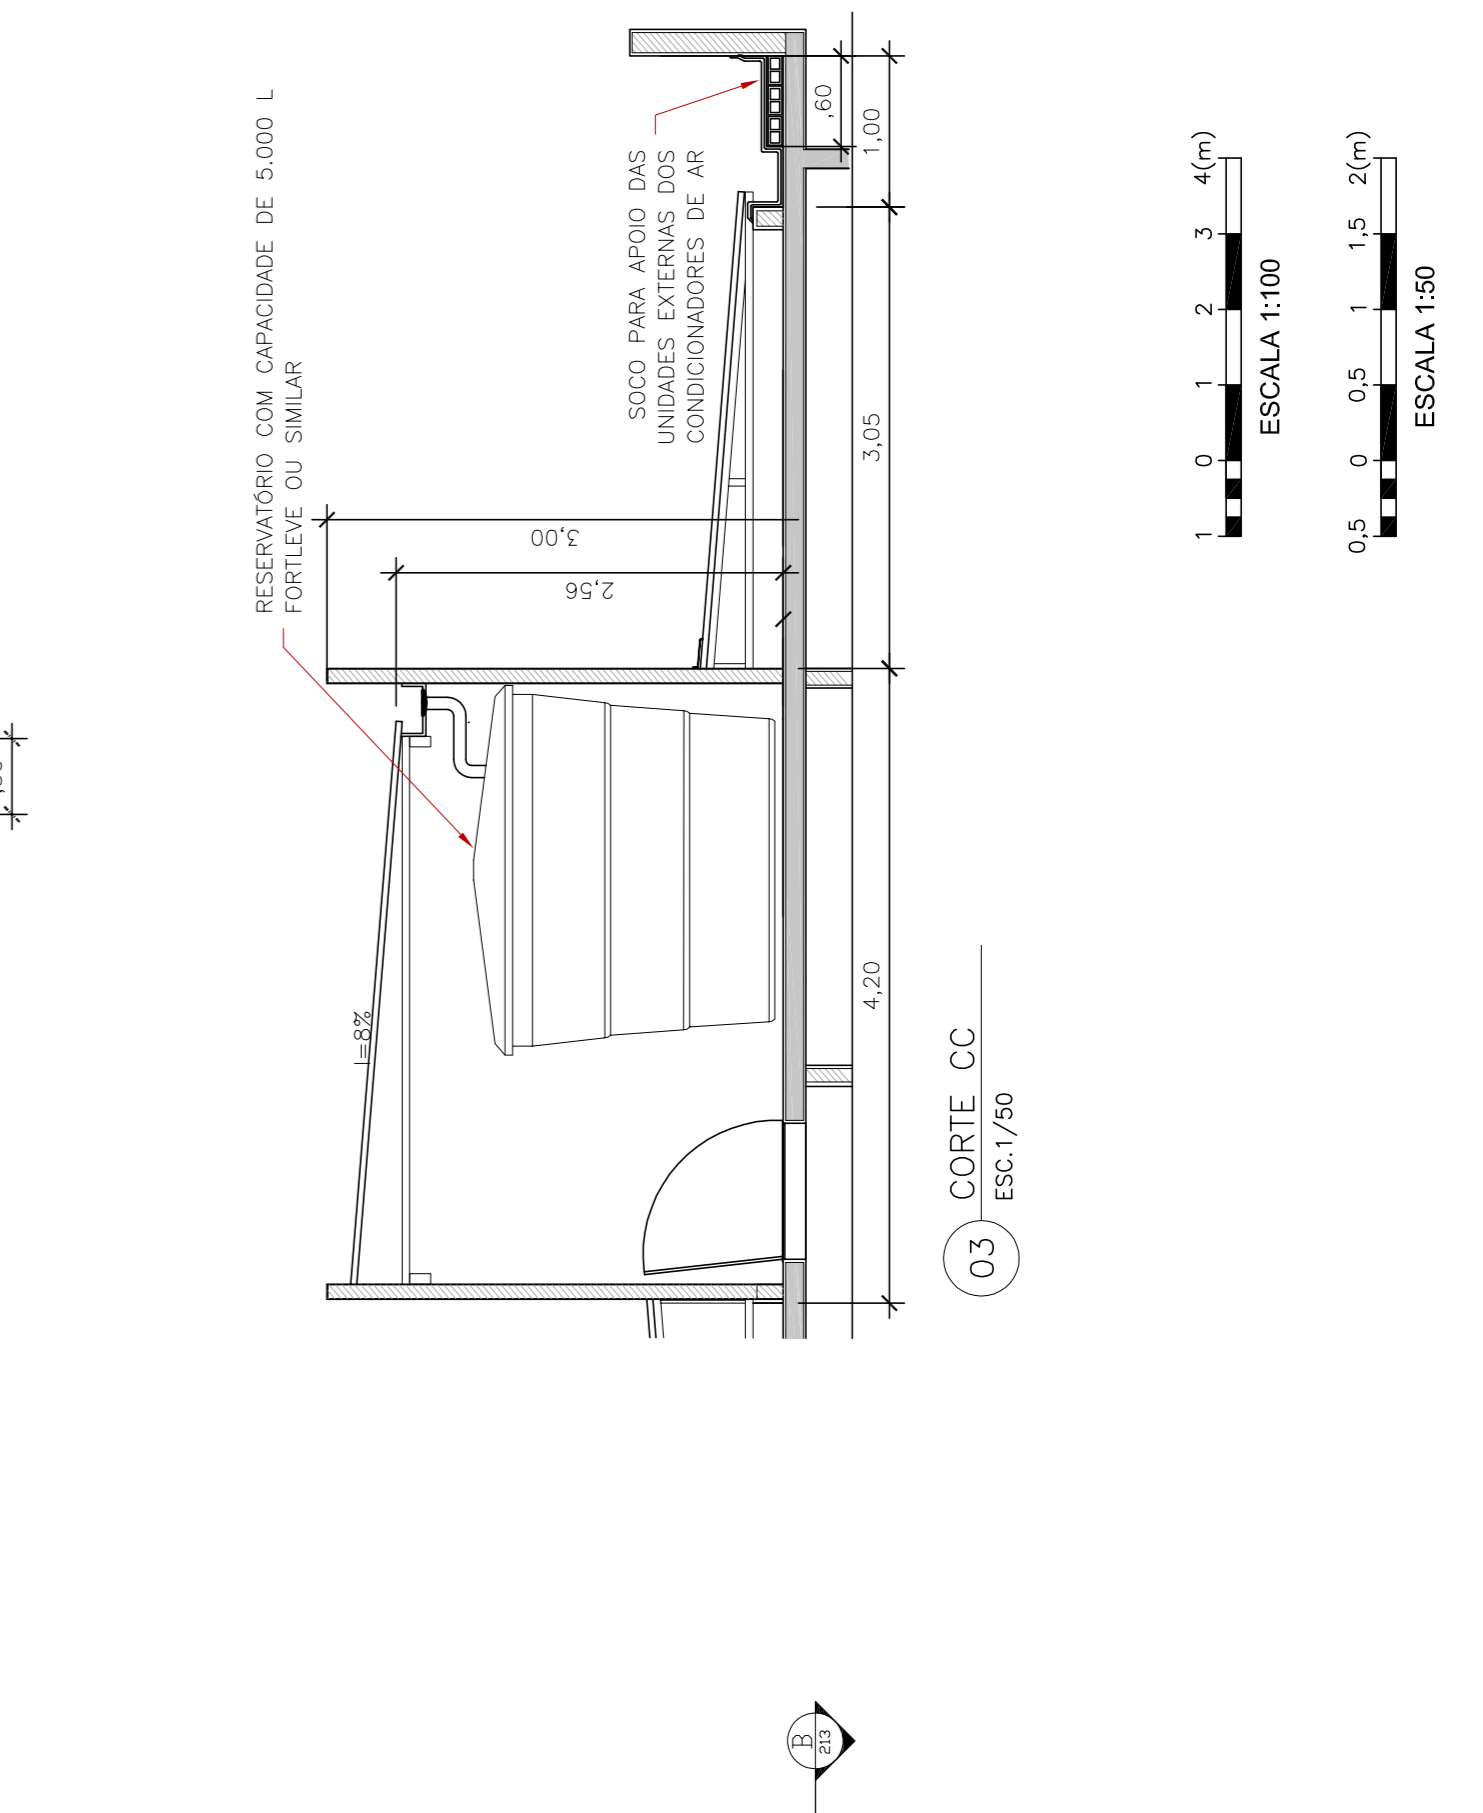 RESERVATÓRIO COM CAPACIDADE DE 5.000 L
FORTLEVE OU SIMILAR
I=8%
3,00
2,56
SOCO PARA APOIO DAS
UNIDADES EXTERNAS DOS
CONDICIONADORES DE AR
,60
1,00
3,05
4,20
03
CORTE CC
ESC.1/50
1 0 1 2 3 4(m)
ESCALA 1:100
0,5 0 0,5 1 1,5 2(m)
ESCALA 1:50
B
213